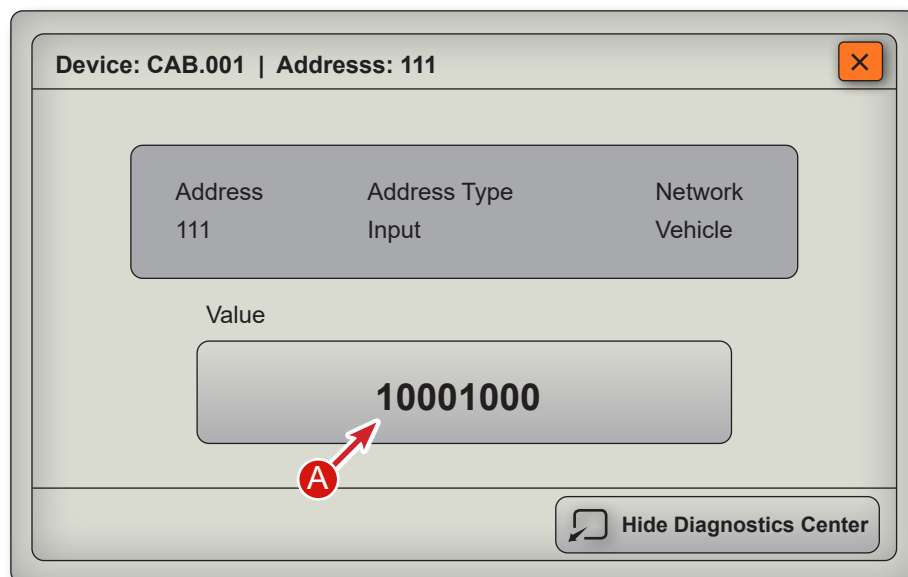 Device: CAB.001 | Addresss: 111
Address Address Type Network
111 Input Vehicle
Value
10001000
A
Hide Diagnostics Center